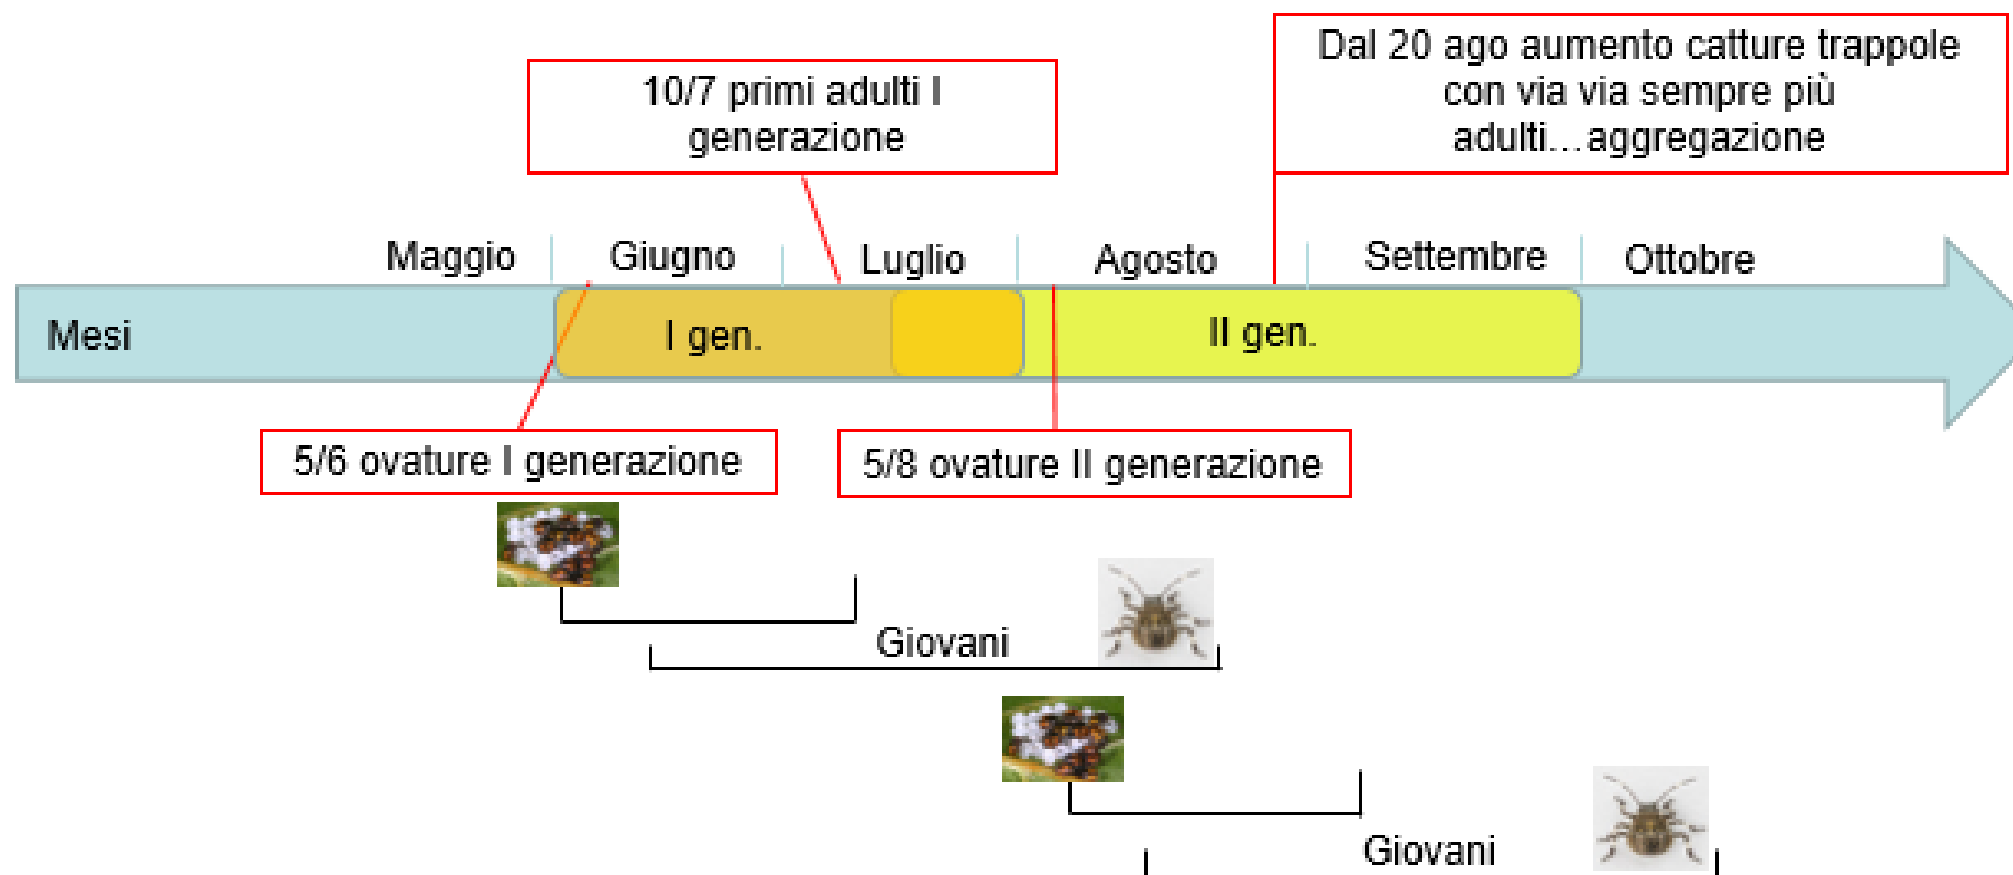 10/7 primi adulti I
generazione
Dal 20 ago aumento catture trappole
con via via sempre più
adulti...aggregazione
Maggio
Giugno
Luglio
Agosto
Settembre
Ottobre
Mesi
I gen.
II gen.
5/6 ovature I generazione
5/8 ovature II generazione
Giovani
Giovani